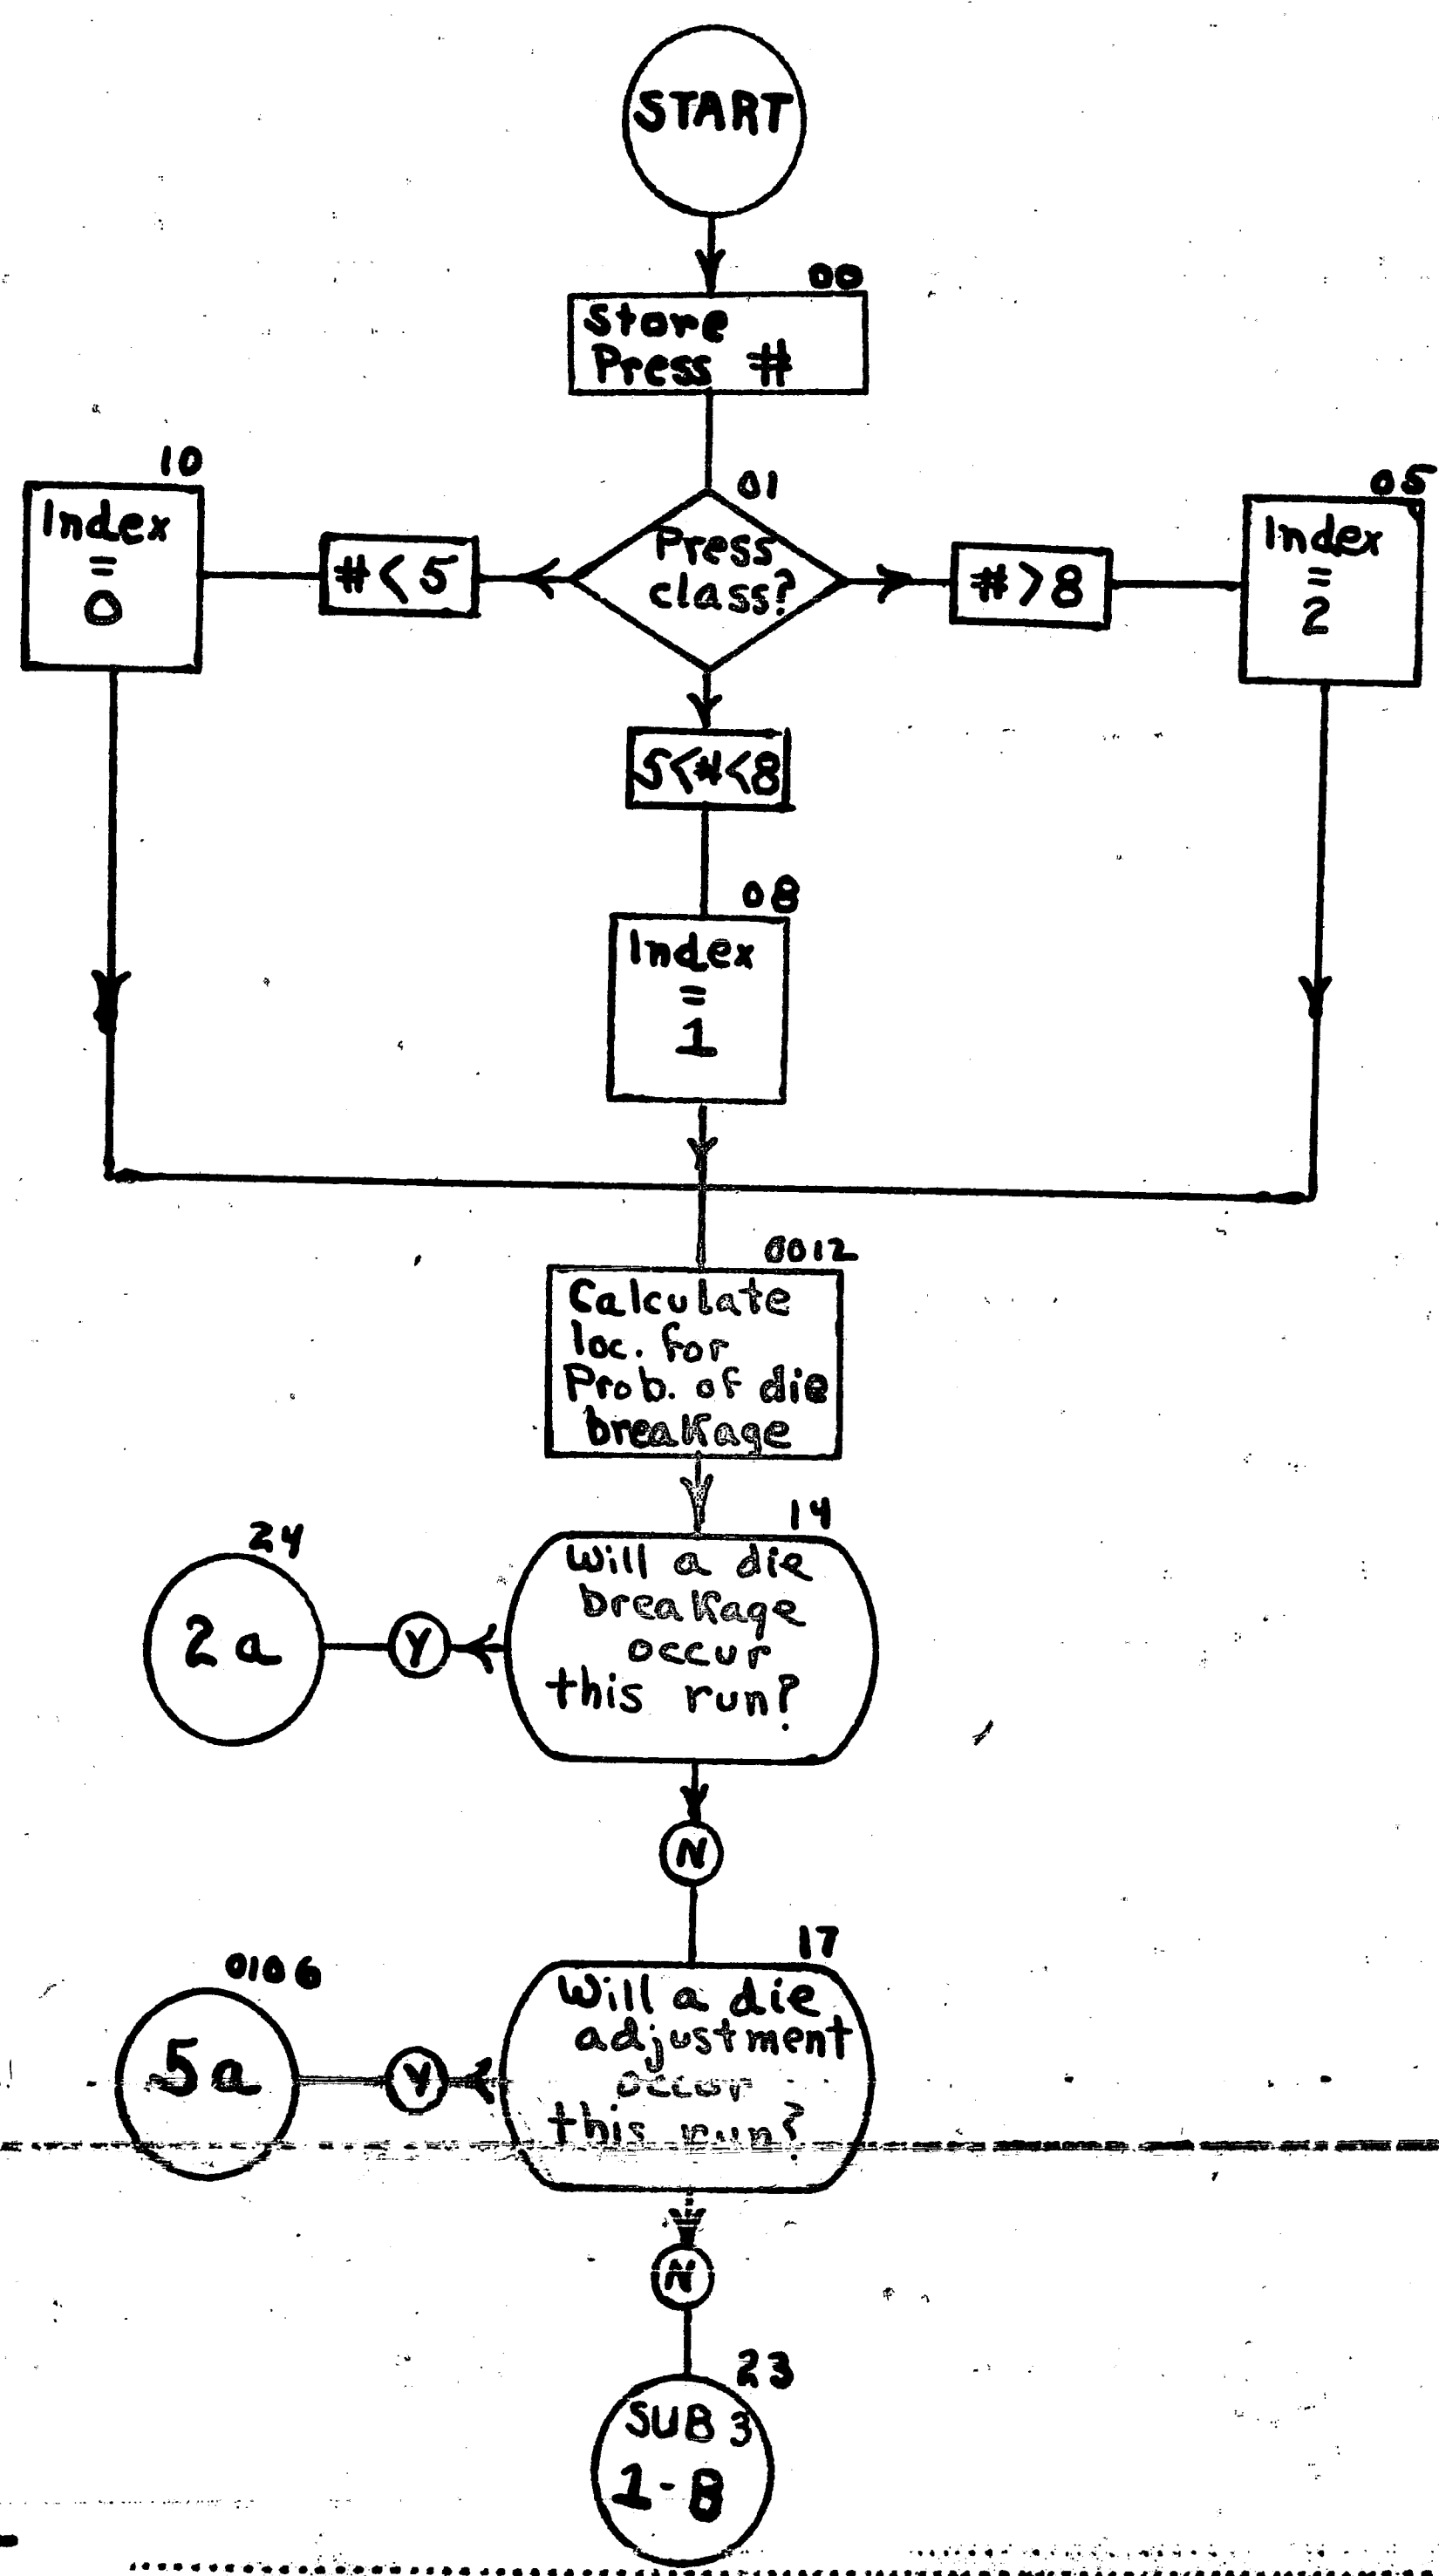 START
00
Store
Press #
10
01
05
Index
=
0
# < 5
Press
class?
# > 8
Index
=
2
5<#<8
08
Index
=
1
0012
Calculate
loc. for
Prob. of die
breakage
14
Will a die
breakage
occur
this run?
24
2a
Y
N
17
Will a die
adjustment
occur
this run?
0106
5a
Y
N
23
SUB 3
1-B